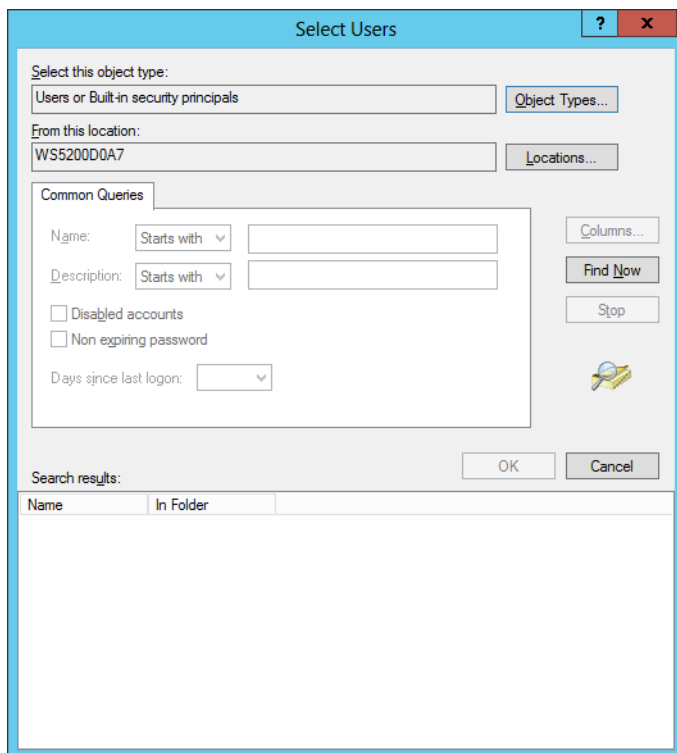 Select Users
?
x
Select this object type:
Users or Built-in security principals
Object Types...
From this location:
WS5200D0A7
Locations...
Common Queries
Name:
Starts with
Columns...
Description:
Starts with
Find Now
Disabled accounts
Stop
Non expiring password
Days since last logon:
OK
Cancel
Search results:
Name
In Folder